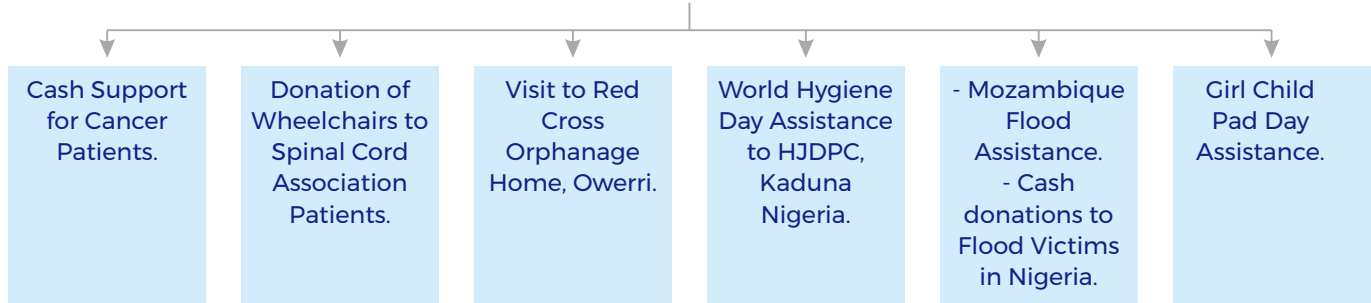 Cash Support
for Cancer
Patients.
Donation of
Wheelchairs to
Spinal Cord
Association
Patients.
Visit to Red
Cross
Orphanage
Home, Owerri.
World Hygiene
Day Assistance
to HJDPC,
Kaduna
Nigeria.
- Mozambique
Flood
Assistance.
- Cash
donations to
Flood Victims
in Nigeria.
Girl Child
Pad Day
Assistance.